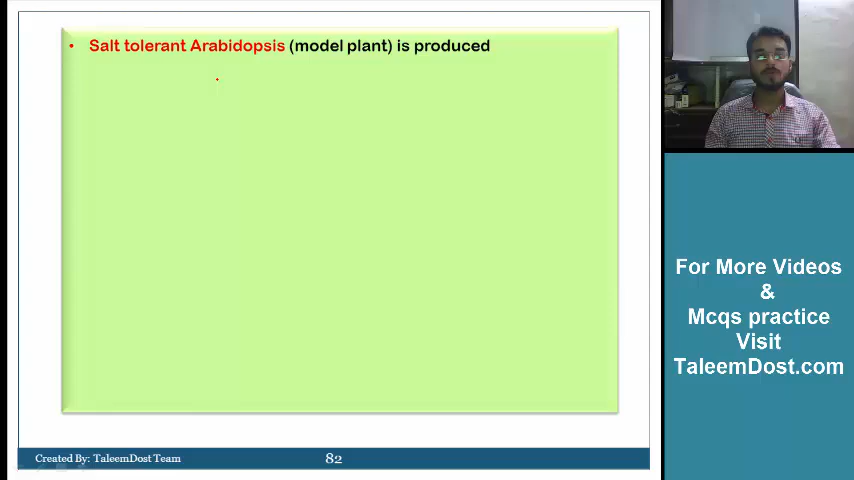 • Salt tolerant Arabidopsis (model plant) is produced
For More Videos
&
Mcqs practice
Visit
TaleemDost.com
Created By: TaleemDost Team
82